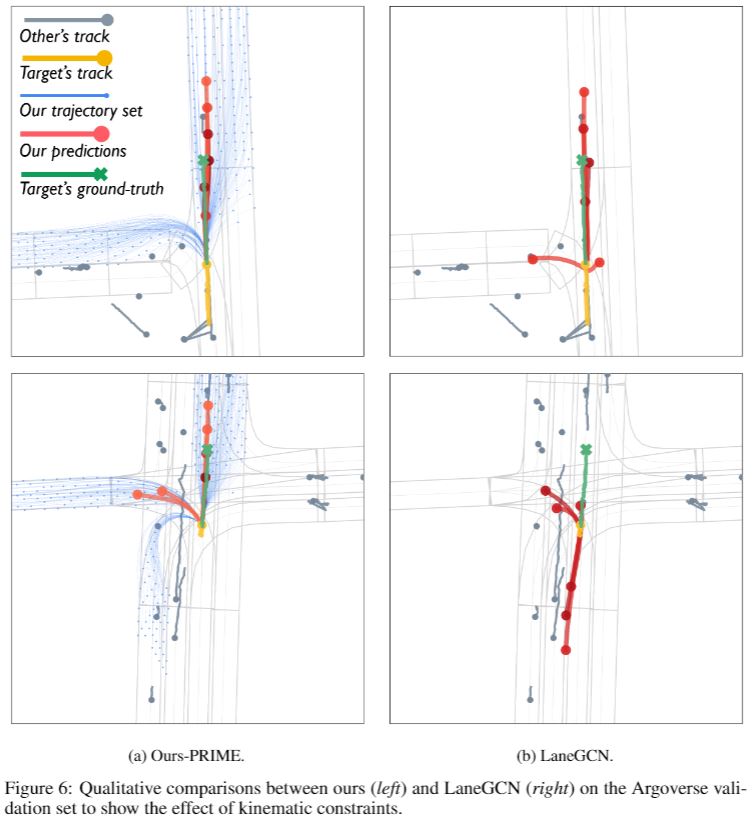 Other's track
Target's track
Our trajectory set
Our predictions
Target's ground-truth
(a) Ours-PRIME.
(b) LaneGCN.
Figure 6: Qualitative comparisons between ours (left) and LaneGCN (right) on the Argoverse vali-
dation set to show the effect of kinematic constraints.